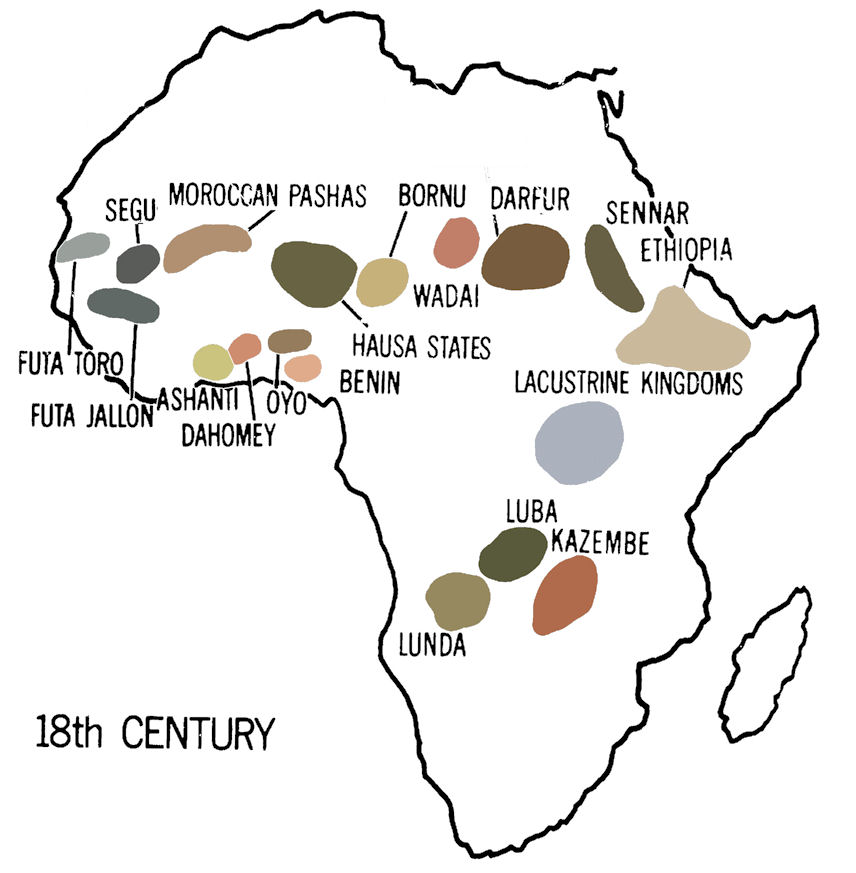 MOROCCAN PASHAS
BORNU
DARFUR
SEGU
SENNAR
ETHIOPIA
WADAI
HAUSA STATES
FUTA TORO
BENIN
LACUSTRINE KINGDOMS
ASHANTI
OYO
FUTA JALLON
DAHOMEY
LUBA
KAZEMBE
LUNDA
18th CENTURY